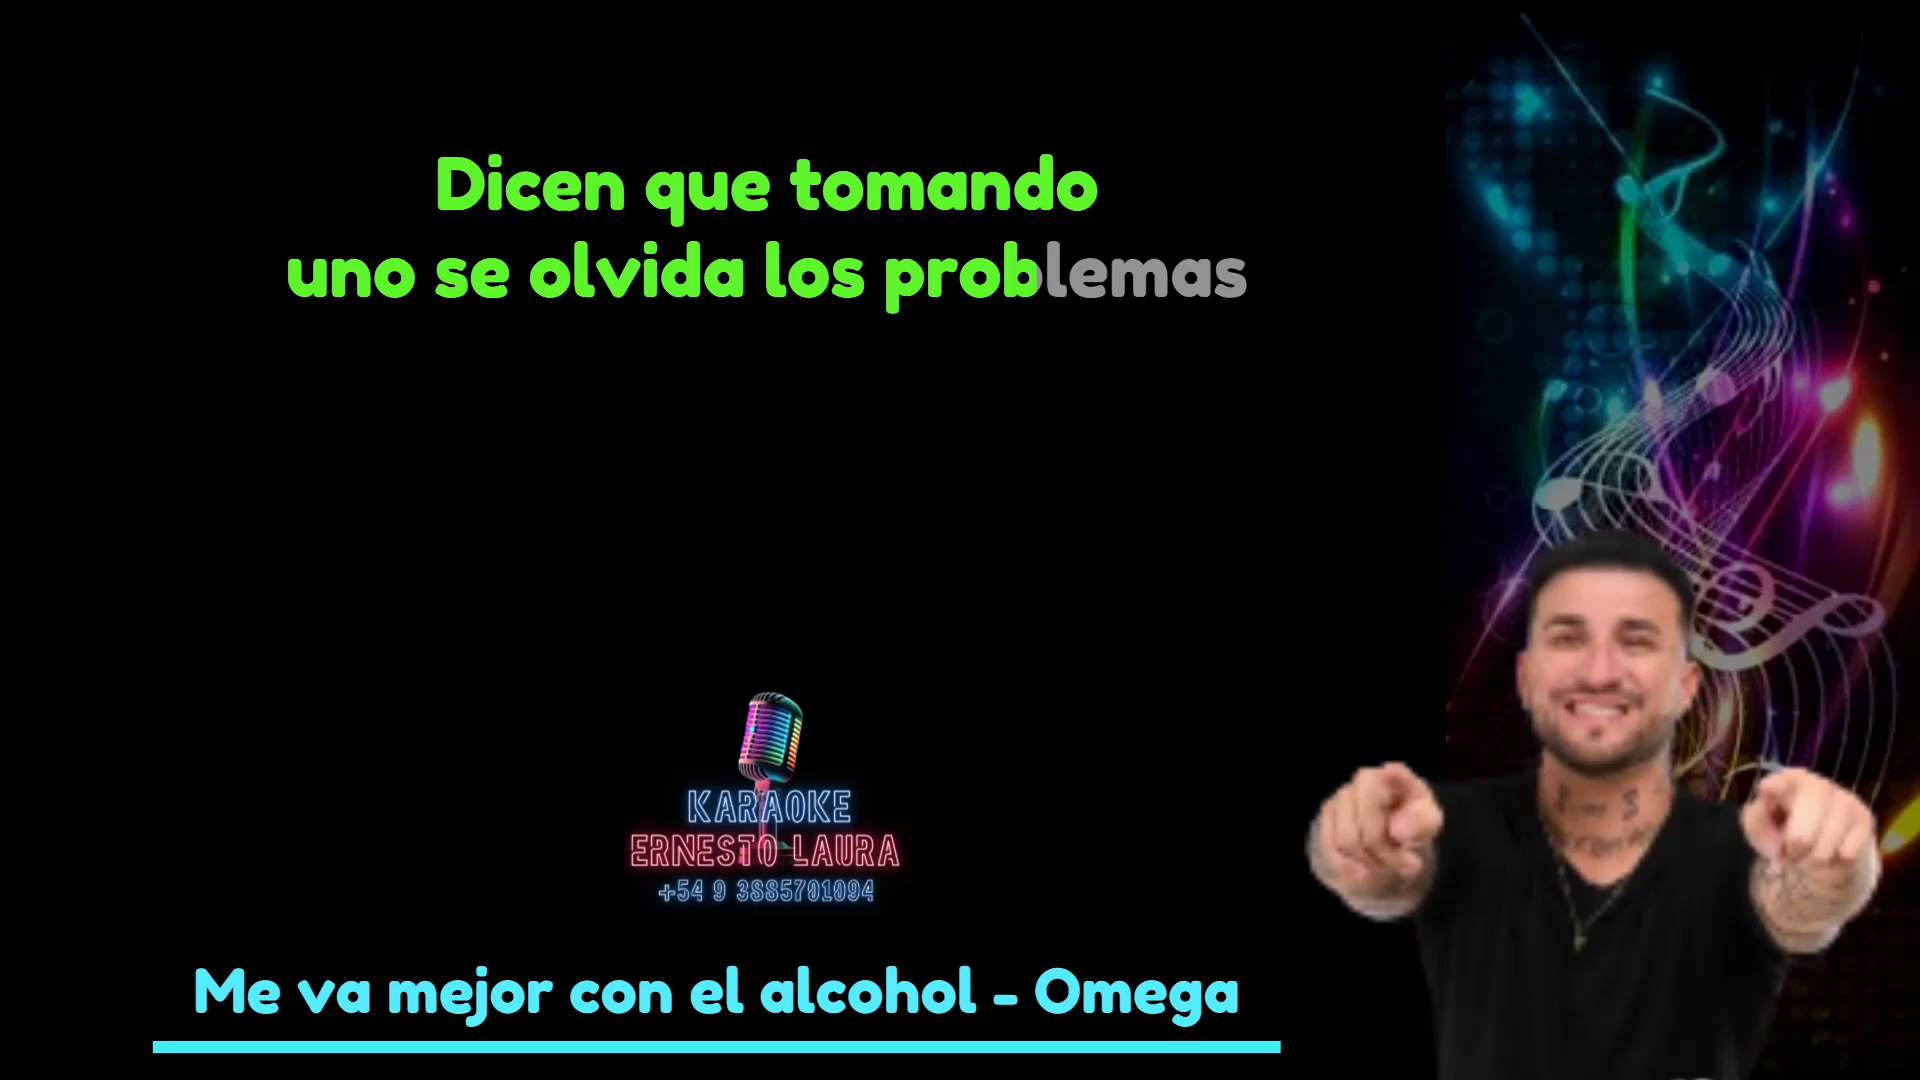 Dicen que tomando
uno se olvida los problemas
KARAOKE
ERNESTO LAURA
+54 9 3885701094
Me va mejor con el alcohol - Omega